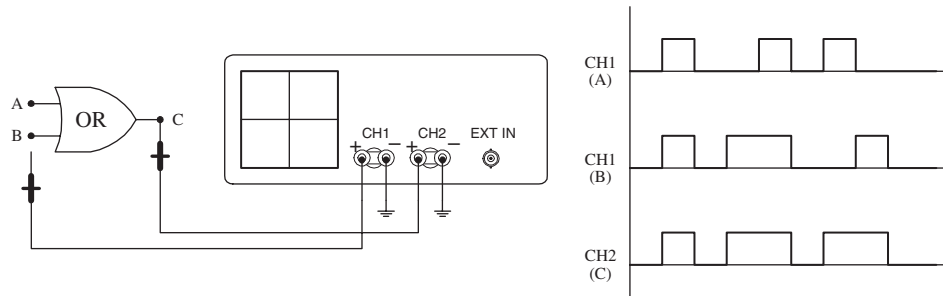 A
B
OR
C
+ CH1 −
+ CH2 −
EXT IN
CH1
(A)
CH1
(B)
CH2
(C)